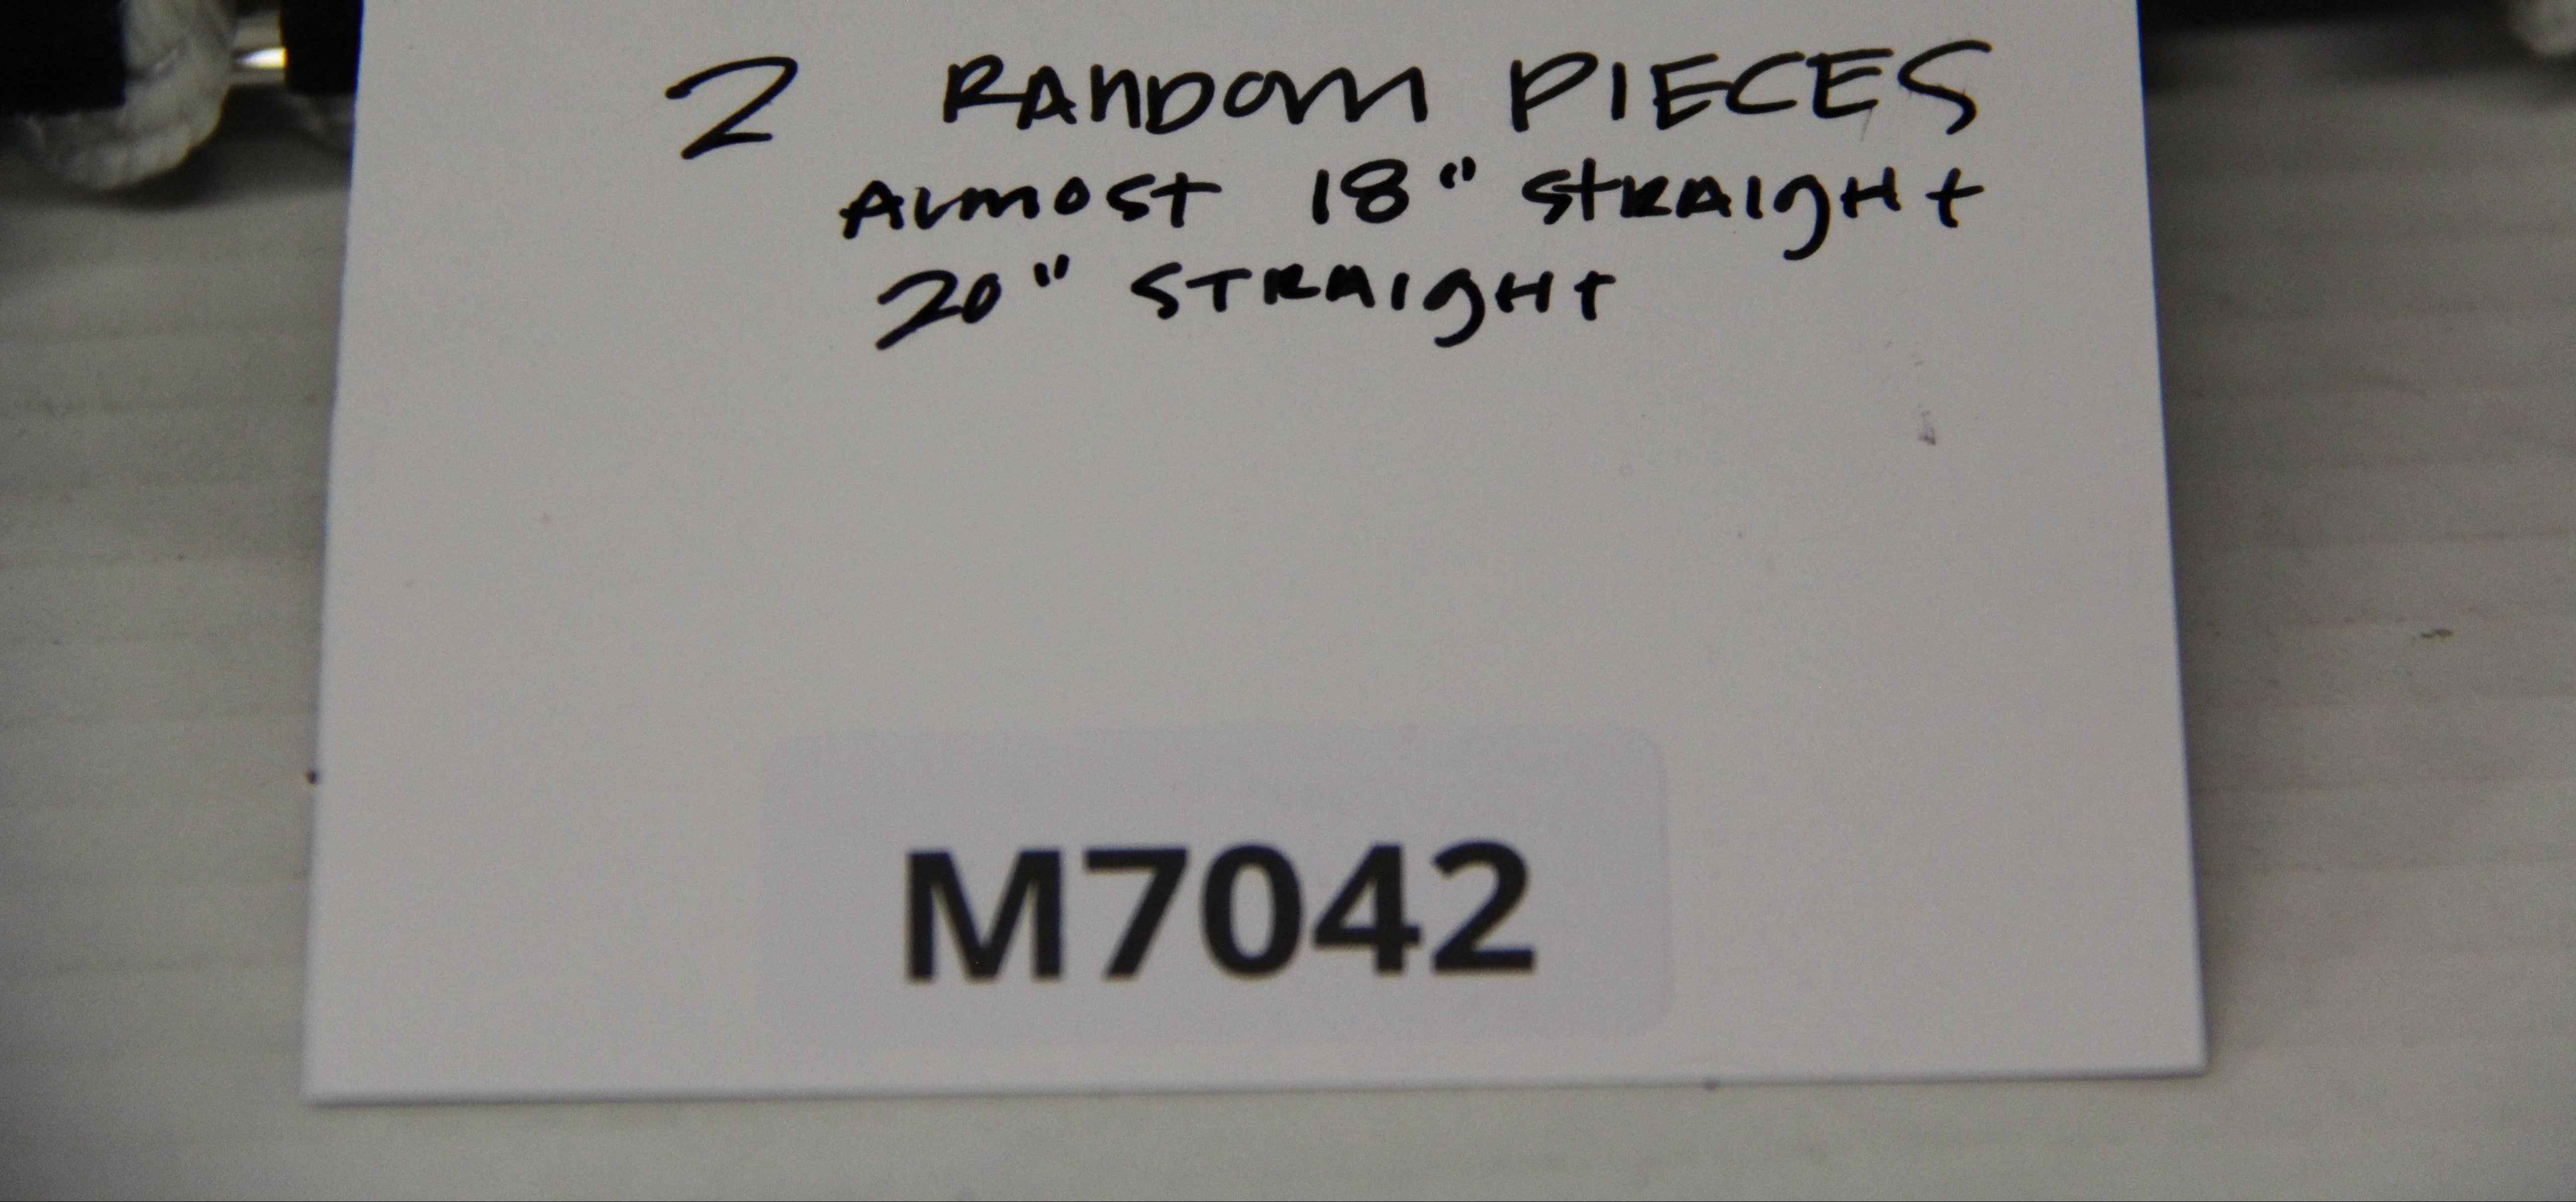 2 RANDOM PIECES
ALMOST 18" STRAIGHT
20" STRAIGHT
M7042